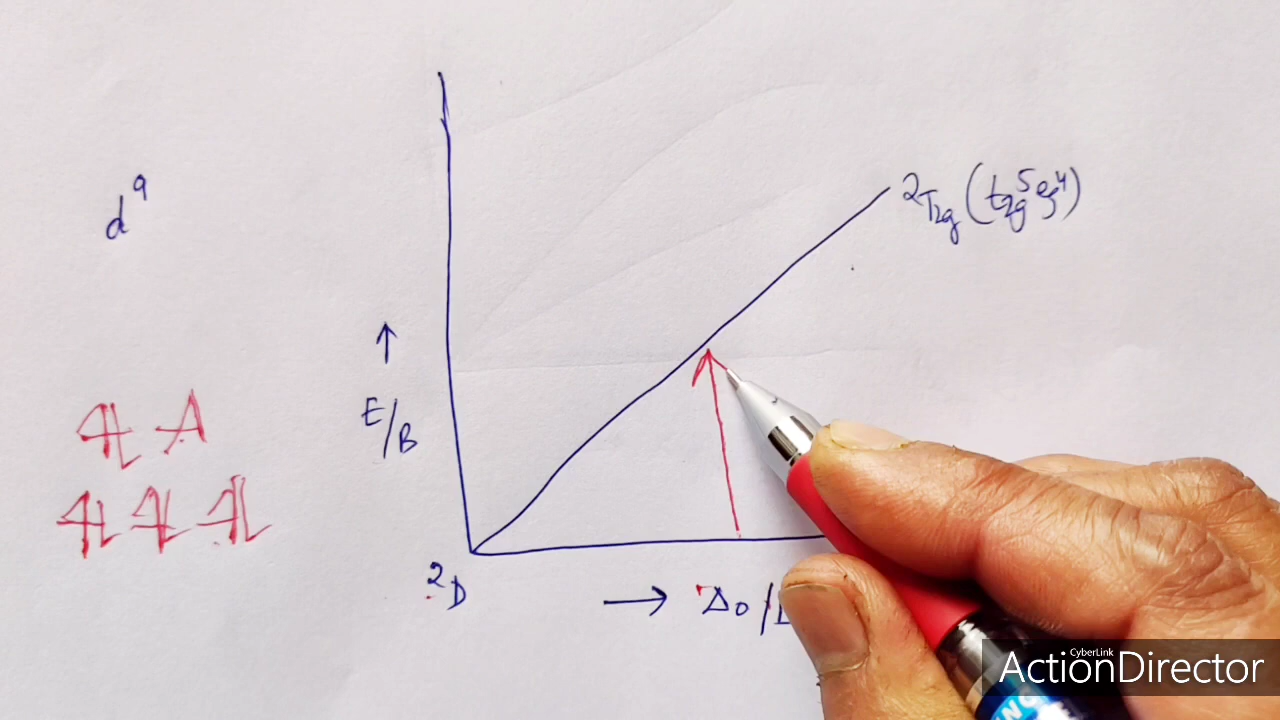 d⁹
²T₂g (t₂g⁵ eg⁴)
↑
E/B
²D
→ Δo/
CyberLink
ActionDirector